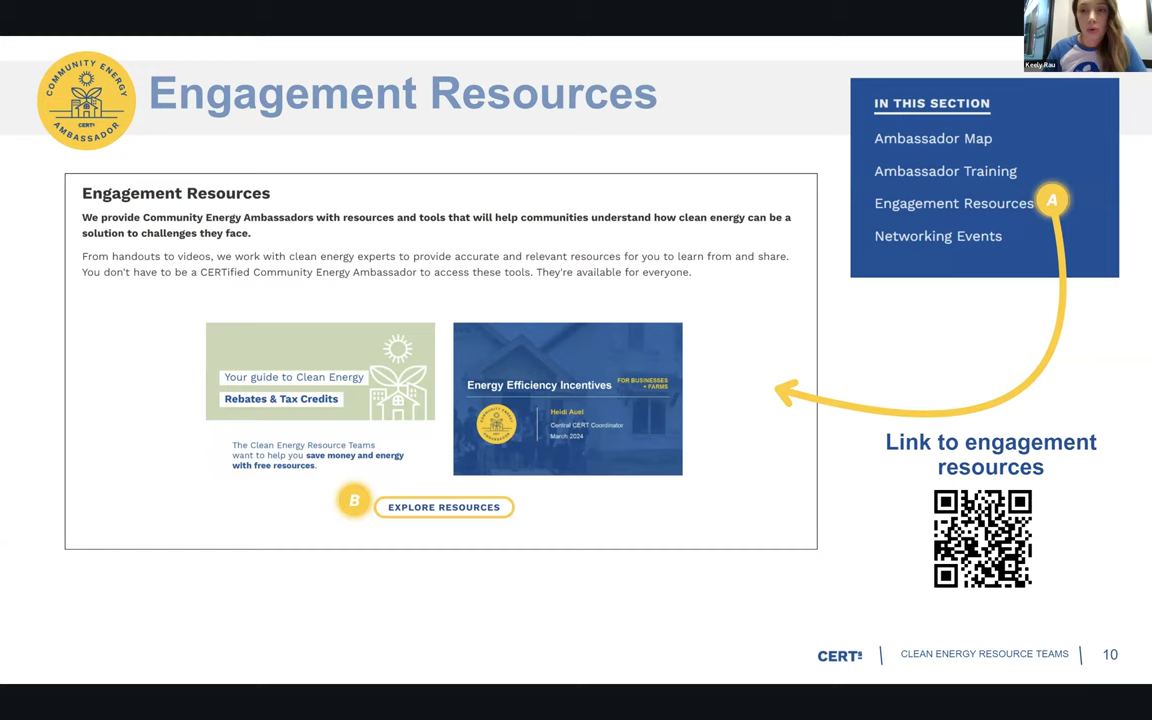 Keely Rau
COMMUNITY ENERGY
CERTs
AMBASSADOR
Engagement Resources
IN THIS SECTION
Ambassador Map
Ambassador Training
Engagement Resources
A
Networking Events
Engagement Resources
We provide Community Energy Ambassadors with resources and tools that will help communities understand how clean energy can be a
solution to challenges they face.
From handouts to videos, we work with clean energy experts to provide accurate and relevant resources for you to learn from and share.
You don't have to be a CERTified Community Energy Ambassador to access these tools. They're available for everyone.
Your guide to Clean Energy
Rebates & Tax Credits
The Clean Energy Resource Teams
want to help you save money and energy
with free resources.
Energy Efficiency Incentives
FOR BUSINESSES
+ FARMS
Heidi Auel
Central CERT Coordinator
March 2024
B
EXPLORE RESOURCES
Link to engagement
resources
CERTs
CLEAN ENERGY RESOURCE TEAMS
10